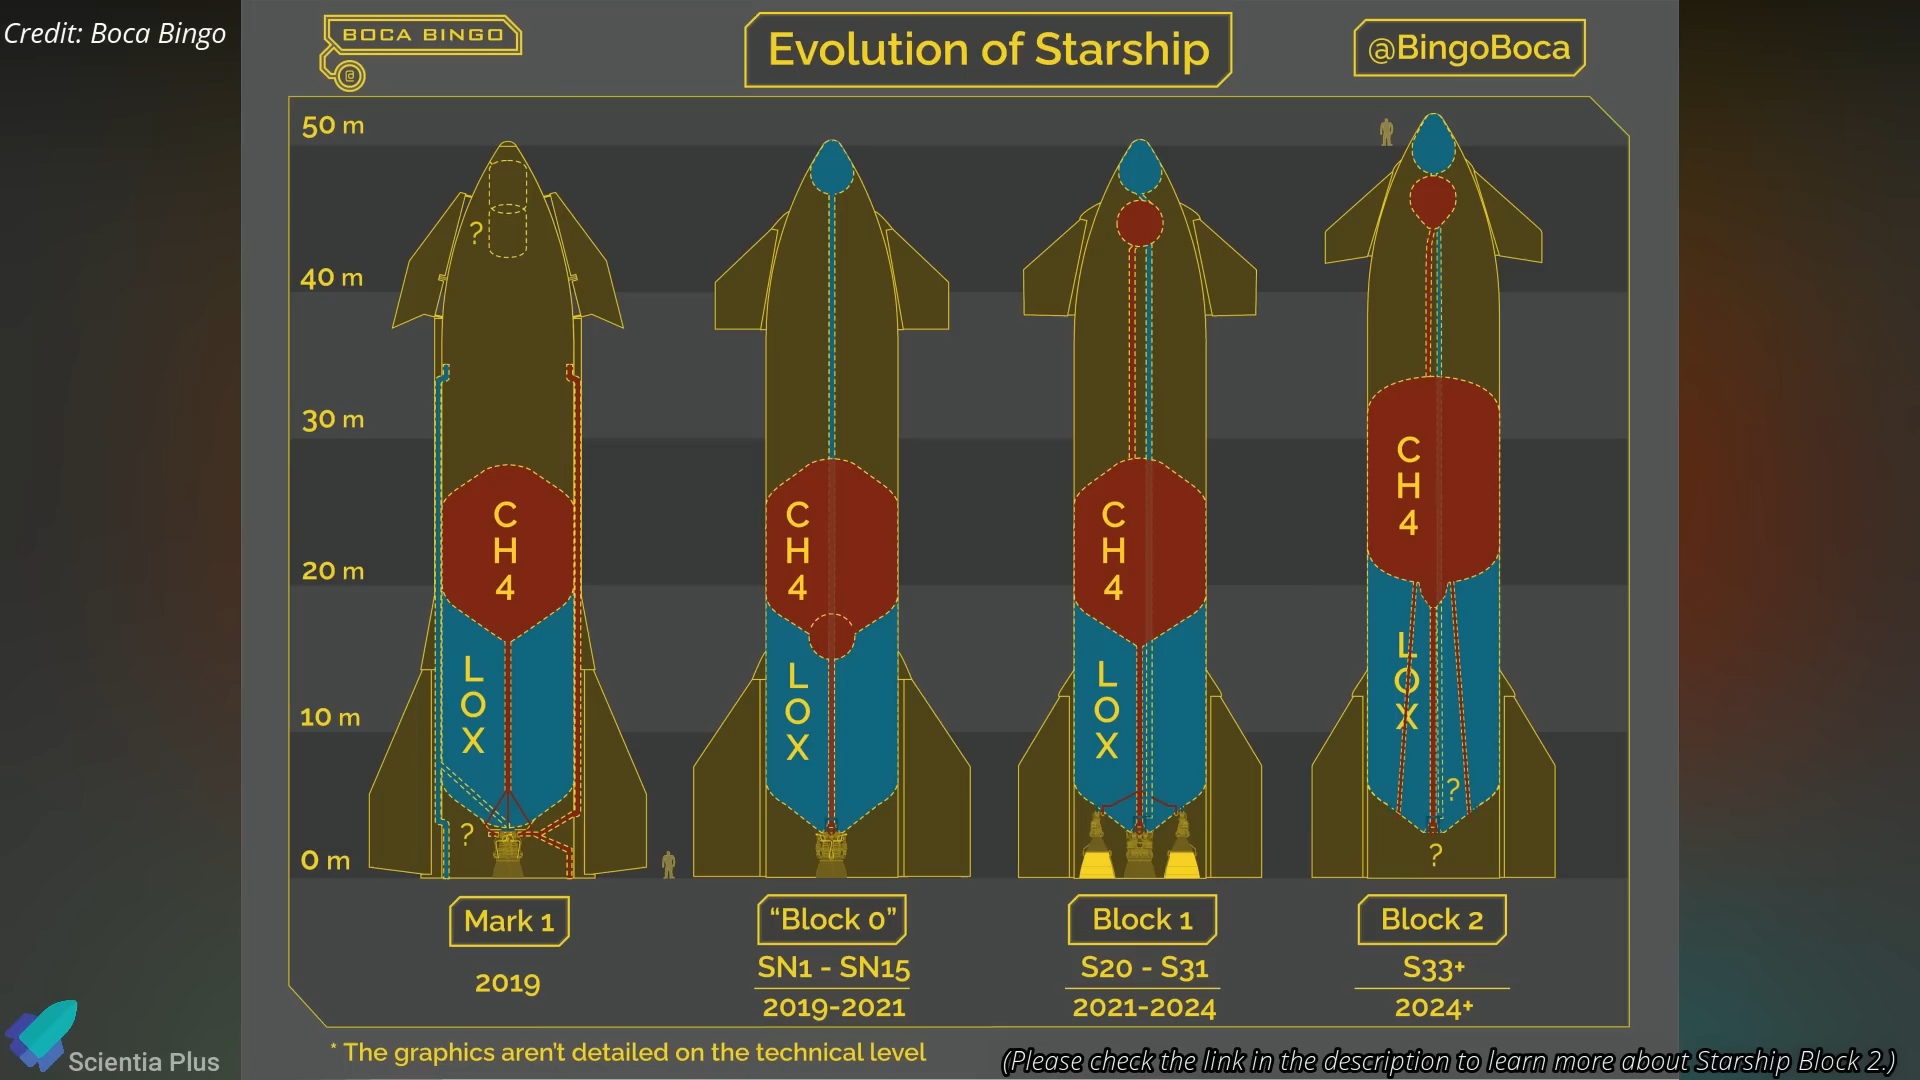 Credit: Boca Bingo
BOCA BINGO
@
Evolution of Starship
@BingoBoca
50 m
40 m
30 m
20 m
10 m
0 m
?
C
H
4
L
O
X
?
C
H
4
L
O
X
C
H
4
L
O
X
C
H
4
L
O
X
?
?
Mark 1
2019
“Block 0”
SN1 - SN15
2019-2021
Block 1
S20 - S31
2021-2024
Block 2
S33+
2024+
* The graphics aren't detailed on the technical level
Scientia Plus
(Please check the link in the description to learn more about Starship Block 2.)